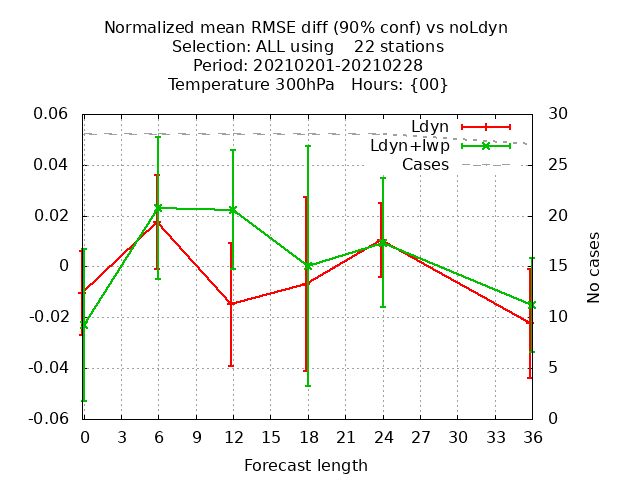 Normalized mean RMSE diff (90% conf) vs noLdyn
Selection: ALL using    22 stations
Period: 20210201-20210228
Temperature 300hPa   Hours: {00}
Ldyn
Ldyn+lwp
Cases
0.06
0.04
0.02
0
-0.02
-0.04
-0.06
30
25
20
15
10
5
0
No cases
0 3 6 9 12 15 18 21 24 27 30 33 36
Forecast length